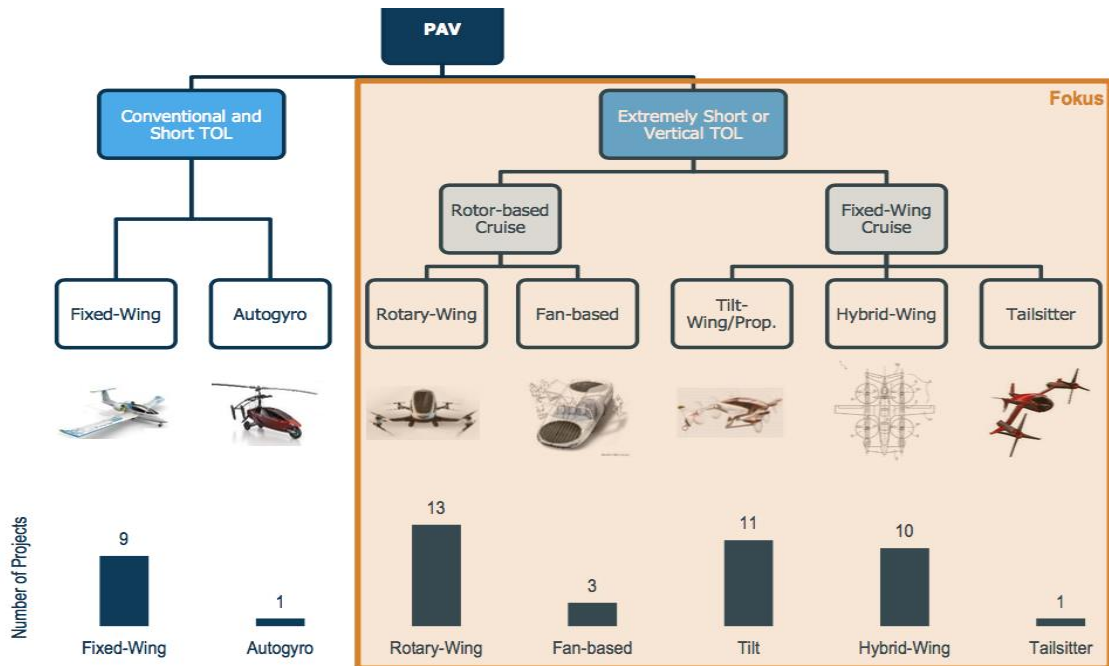 PAV
Fokus
Conventional and
Short TOL
Extremely Short or
Vertical TOL
Rotor-based
Cruise
Fixed-Wing
Cruise
Fixed-Wing
Autogyro
Rotary-Wing
Fan-based
Tilt-
Wing/Prop.
Hybrid-Wing
Tailsitter
Number of Projects
9
1
13
3
11
10
1
Fixed-Wing
Autogyro
Rotary-Wing
Fan-based
Tilt
Hybrid-Wing
Tailsitter